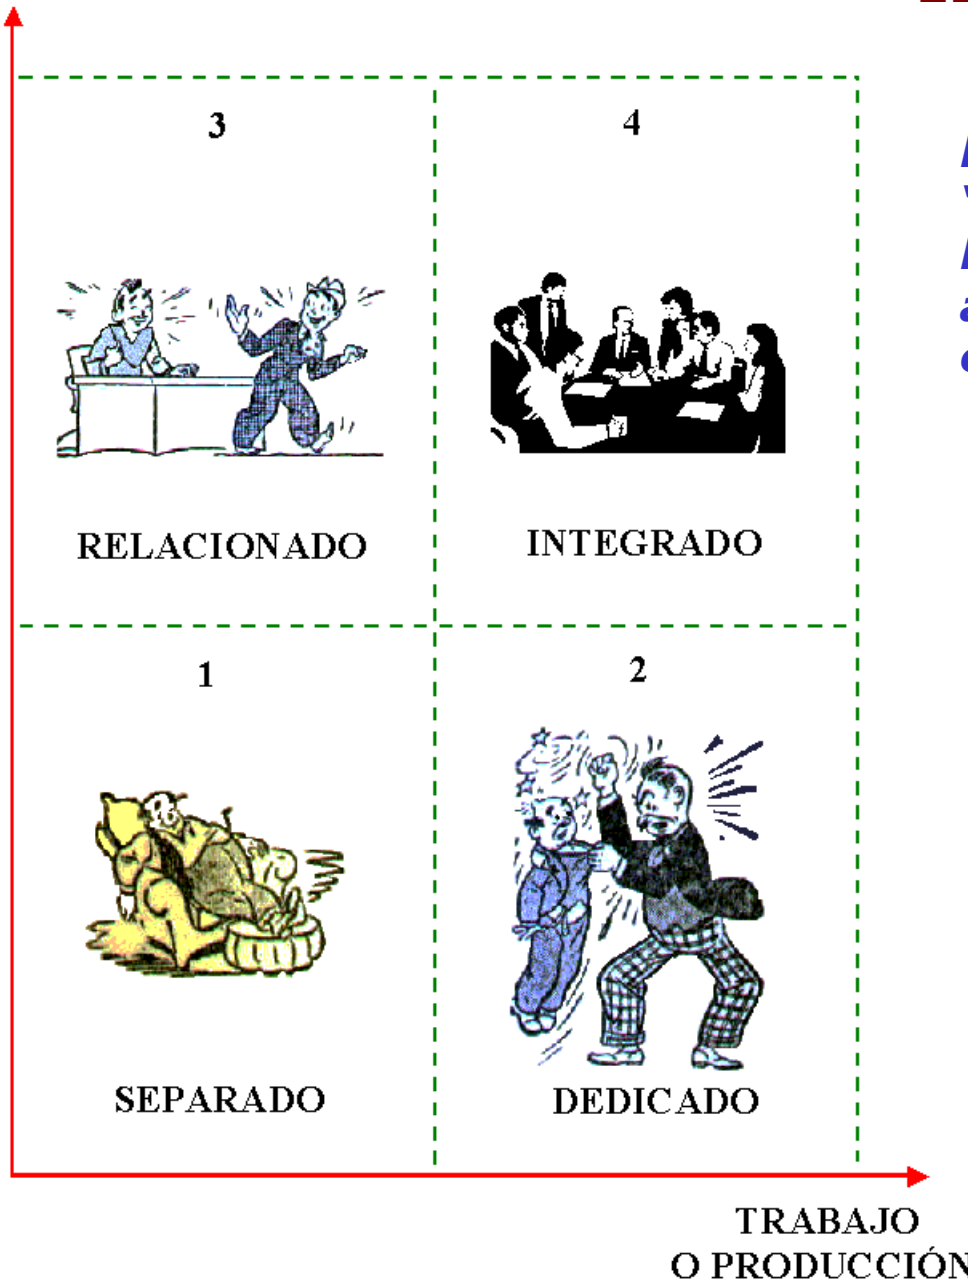 3
4
RELACIONADO
INTEGRADO
1
2
SEPARADO
DEDICADO
TRABAJO
O PRODUCCIÓN